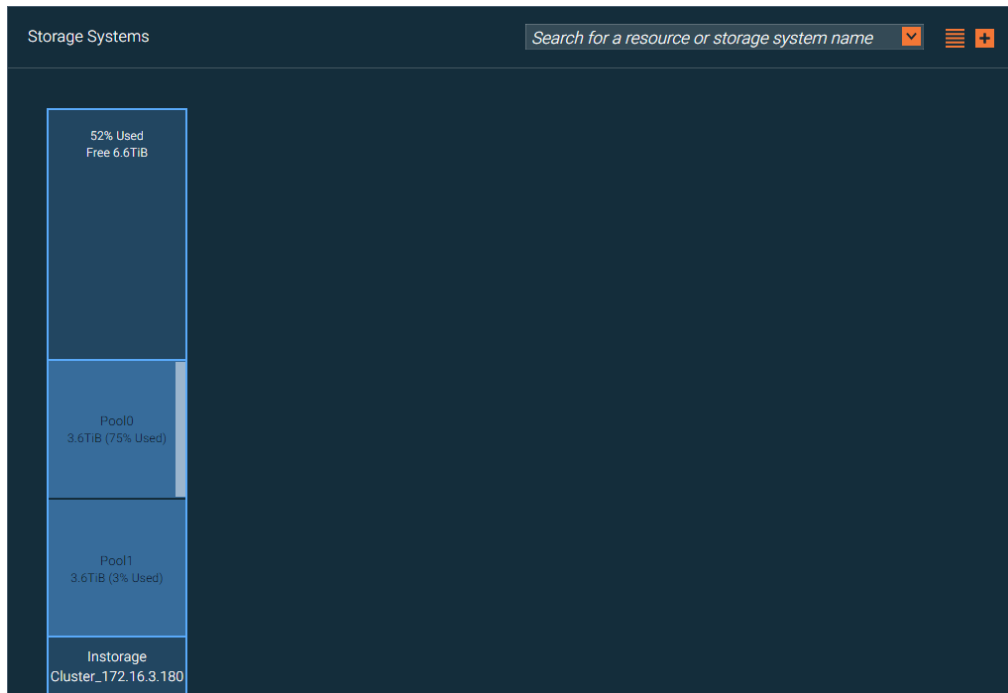 Storage Systems
Search for a resource or storage system name
52% Used
Free 6.6TiB
Pool0
3.6TiB (75% Used)
Pool1
3.6TiB (3% Used)
Instorage
Cluster_172.16.3.180